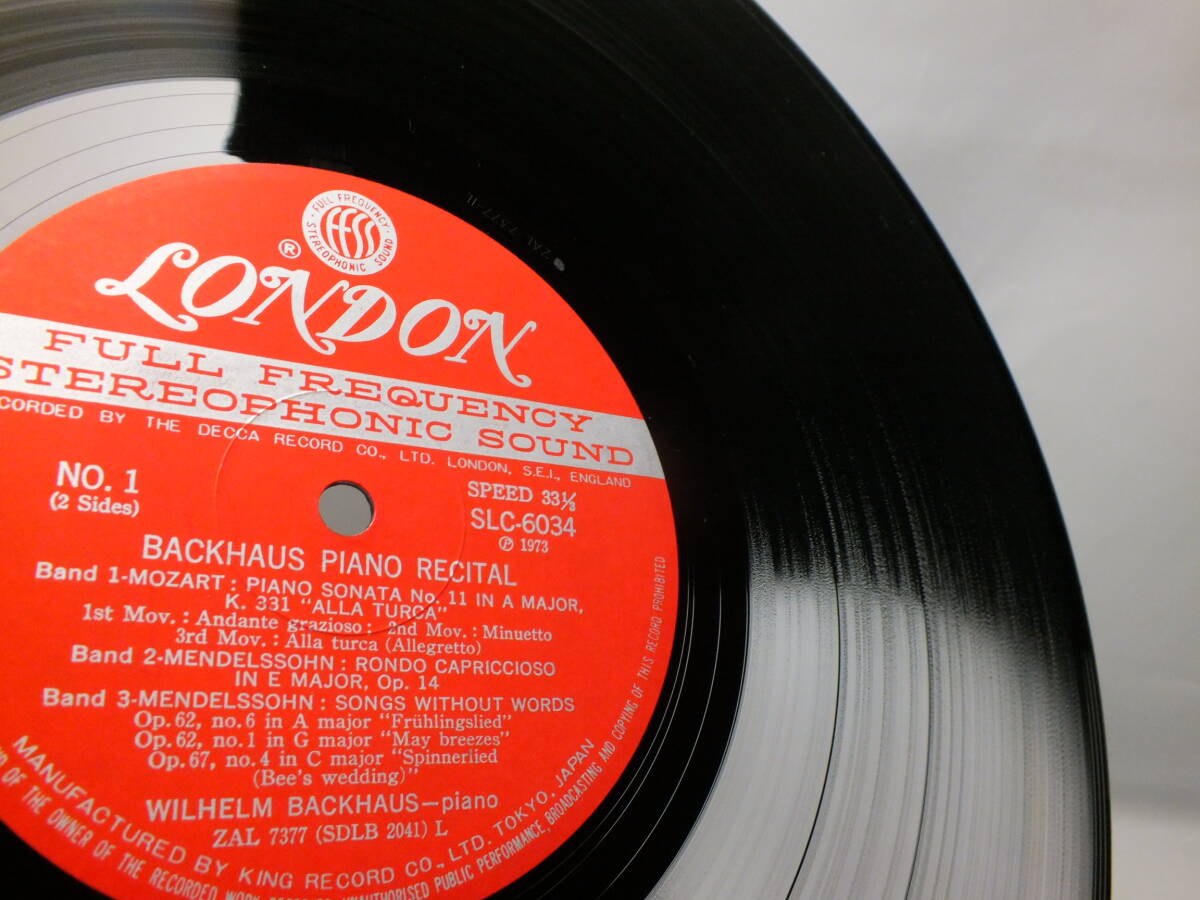 FULL FREQUENCY
FFSS
STEREOPHONIC SOUND
®
LONDON
FULL FREQUENCY
STEREOPHONIC SOUND
CORDED BY THE DECCA RECORD CO., LTD. LONDON, S.E.I., ENGLAND
NO. 1
(2 Sides)
SPEED 33⅓
SLC-6034
℗ 1973
BACKHAUS PIANO RECITAL
Band 1-MOZART : PIANO SONATA No. 11 IN A MAJOR,
K. 331 "ALLA TURCA"
1st Mov. : Andante grazioso : 2nd Mov. : Minuetto
3rd Mov. : Alla turca (Allegretto)
Band 2-MENDELSSOHN : RONDO CAPRICCIOSO
IN E MAJOR, Op. 14
Band 3-MENDELSSOHN : SONGS WITHOUT WORDS
Op. 62, no. 6 in A major "Frühlingslied"
Op. 62, no. 1 in G major "May breezes"
Op. 67, no. 4 in C major "Spinnerlied
(Bee's wedding)"
WILHELM BACKHAUS—piano
ZAL 7377 (SDLB 2041) L
MANUFACTURED BY KING RECORD CO., LTD. TOKYO, JAPAN
OF THE OWNER OF THE RECORDED UNAUTHORISED PUBLIC PERFORMANCE, BROADCASTING AND COPYING OF THIS RECORD PROHIBITED
ZAL 7377-1L